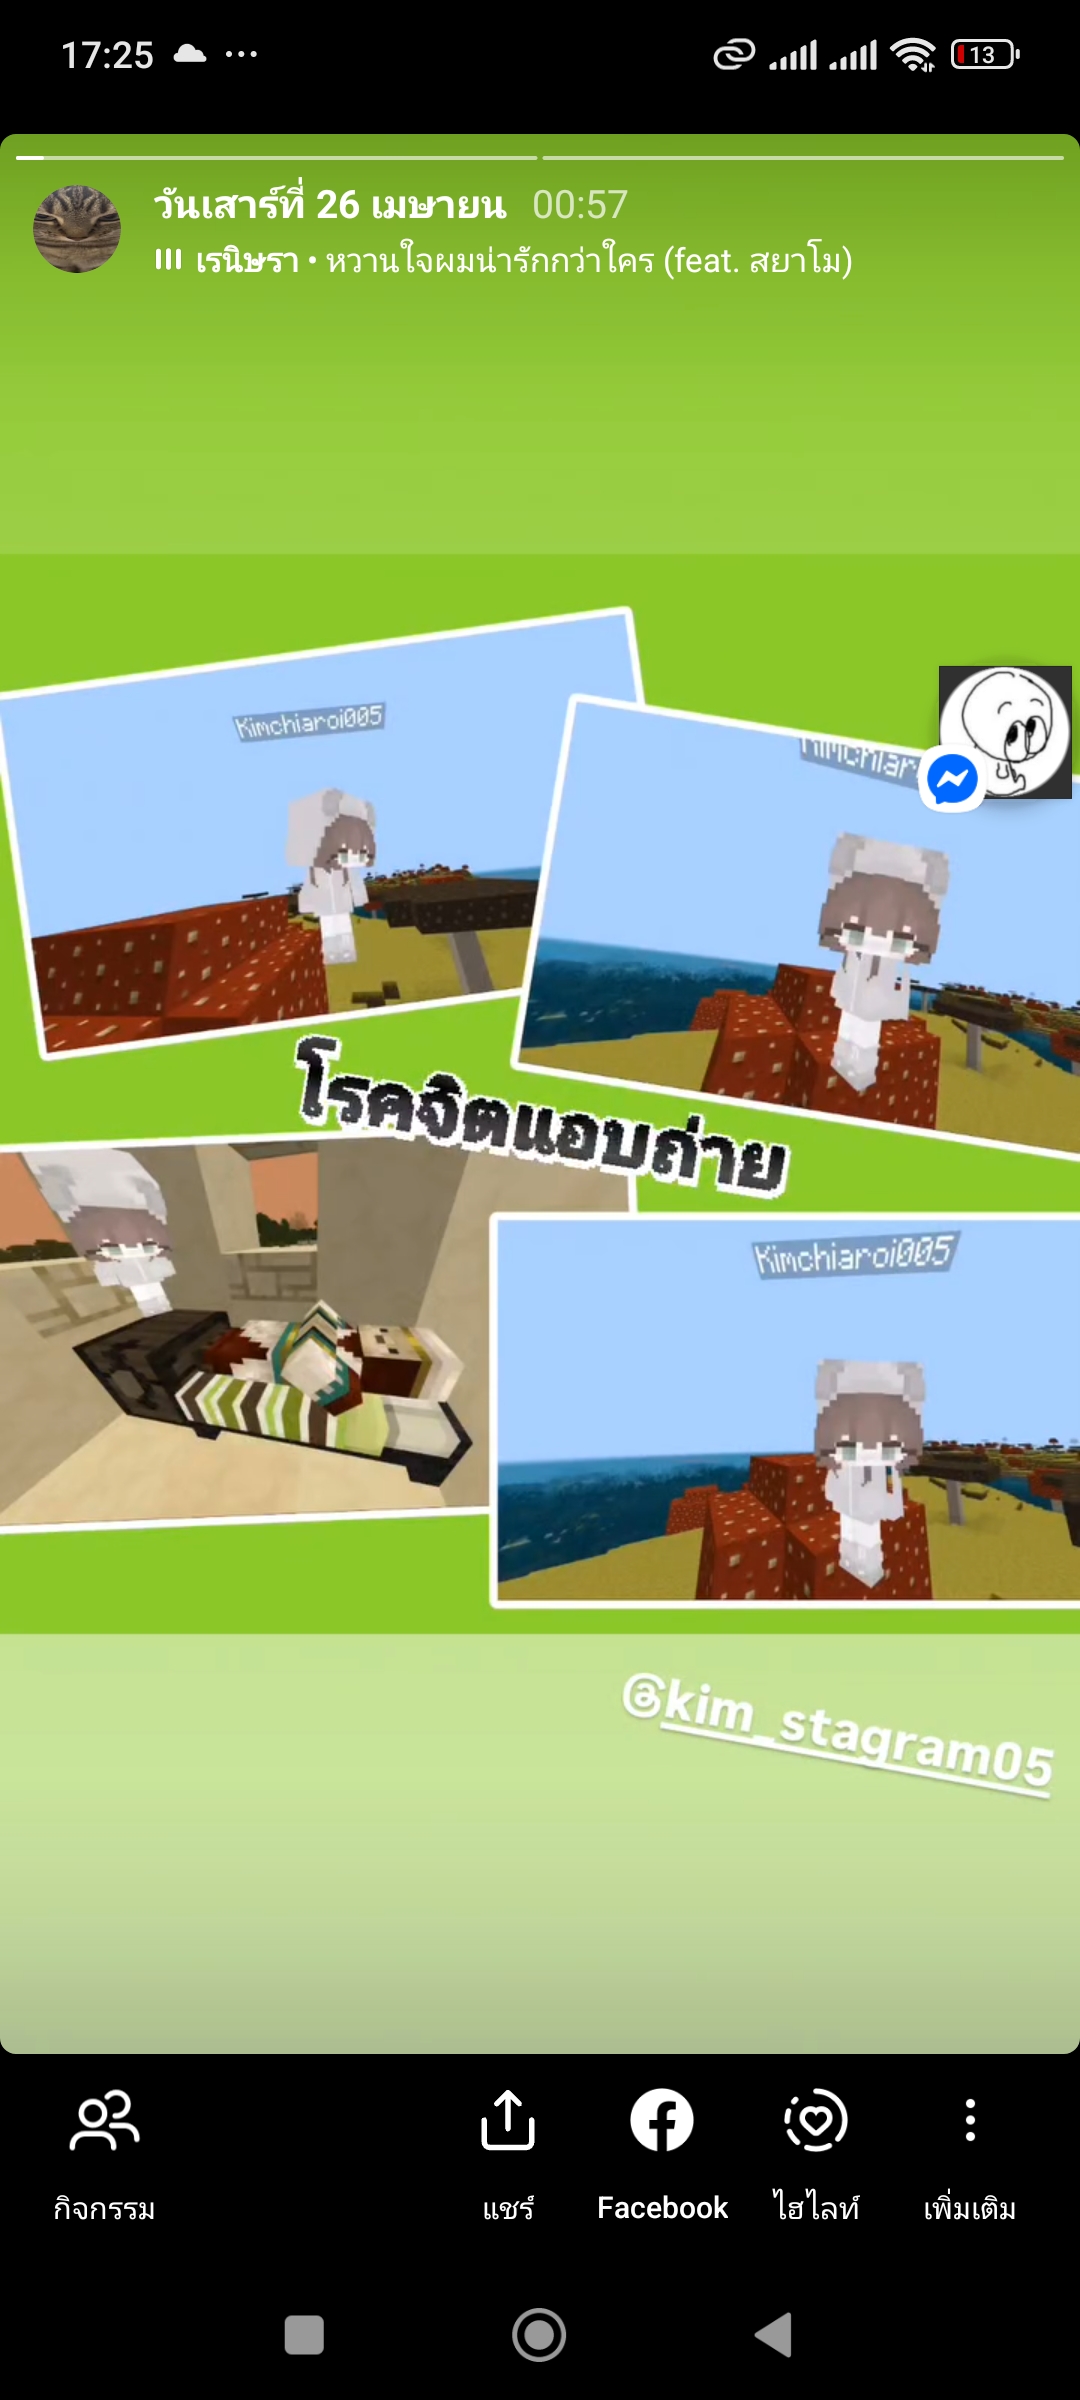 17:25
13
วันเสาร์ที่ 26 เมษายน 00:57
เรนิษรา • หวานใจผมน่ารักกว่าใคร (feat. สยาโม)
Kimchiaroi005
โรคจิตแอบถ่าย
Kimchiaroi005
@kim_stagram05
กิจกรรม
แชร์
Facebook
ไฮไลท์
เพิ่มเติม